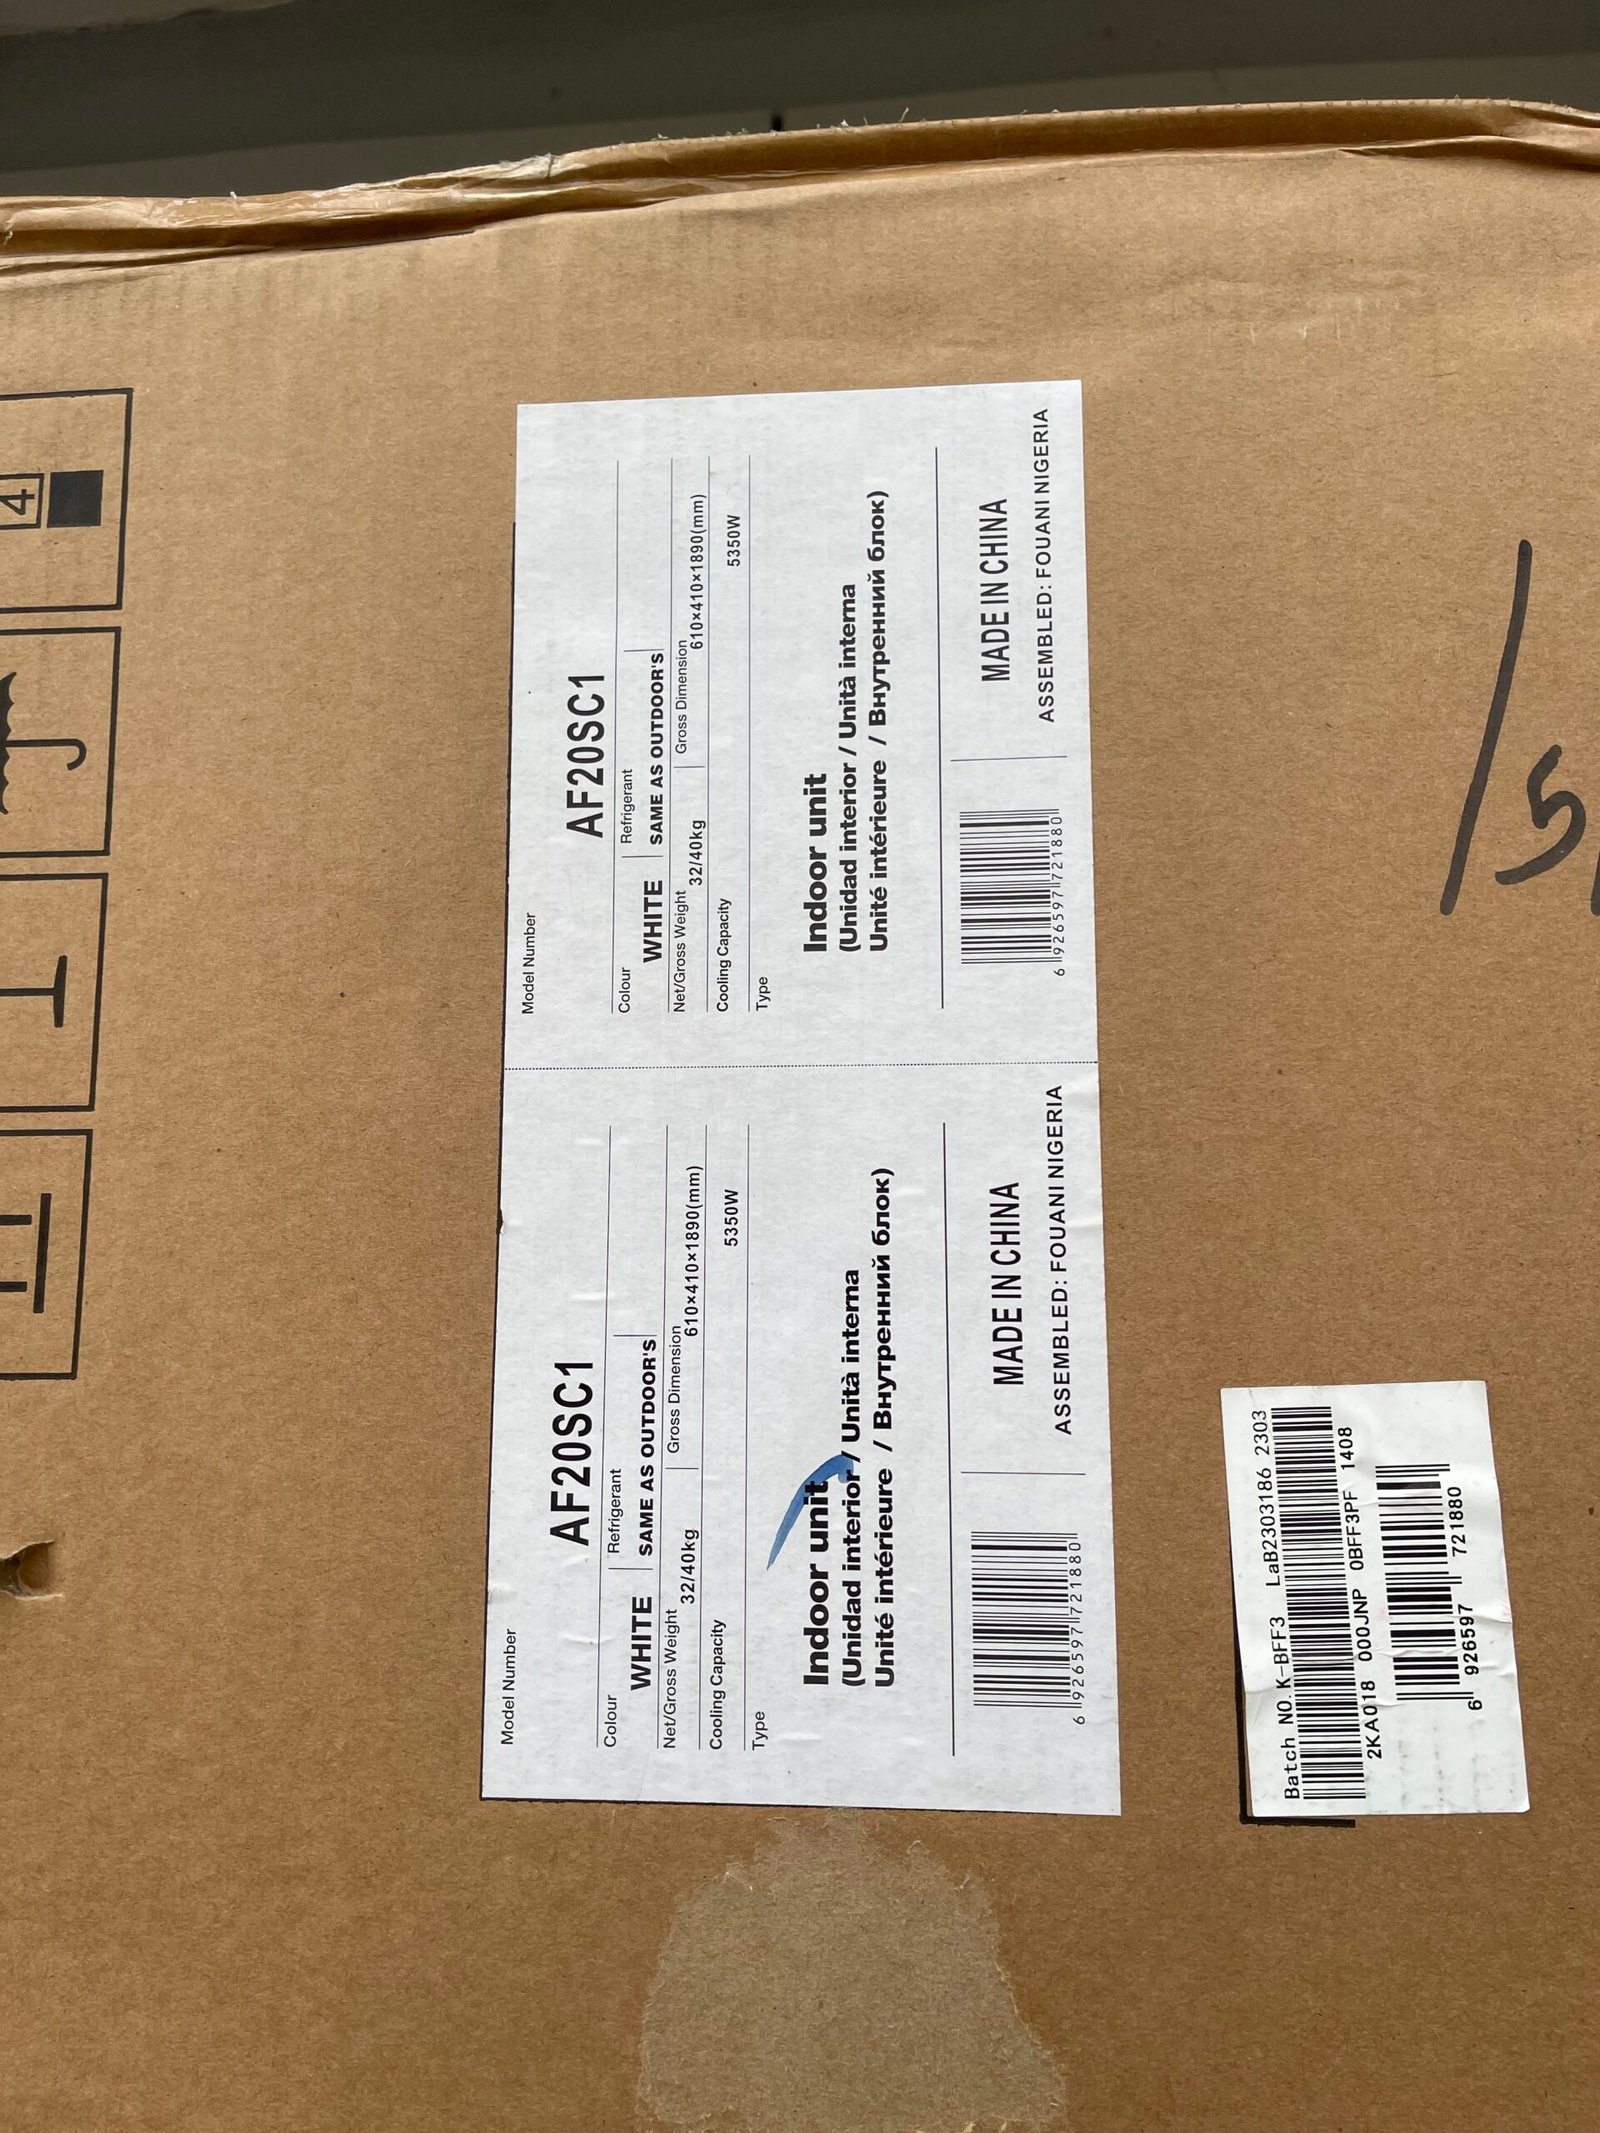 4
Model Number
AF20SC1
Colour
Refrigerant
WHITE
SAME AS OUTDOOR'S
Net/Gross Weight
Gross Dimension
32/40kg
610×410×1890(mm)
Cooling Capacity
5350W
Type
Indoor unit
(Unidad interior / Unità interna
Unité intérieure / Внутренний блок)
MADE IN CHINA
ASSEMBLED: FOUANI NIGERIA
6 926597 721880
Model Number
AF20SC1
Colour
Refrigerant
WHITE
SAME AS OUTDOOR'S
Net/Gross Weight
Gross Dimension
32/40kg
610×410×1890(mm)
Cooling Capacity
5350W
Type
Indoor unit
(Unidad interior / Unità interna
Unité intérieure / Внутренний блок)
MADE IN CHINA
ASSEMBLED: FOUANI NIGERIA
6 926597 721880
Batch NO.K-BFF3 LaB2303186 2303
2KA018 000JNP 0BFF3PF 1408
6 926597 721880